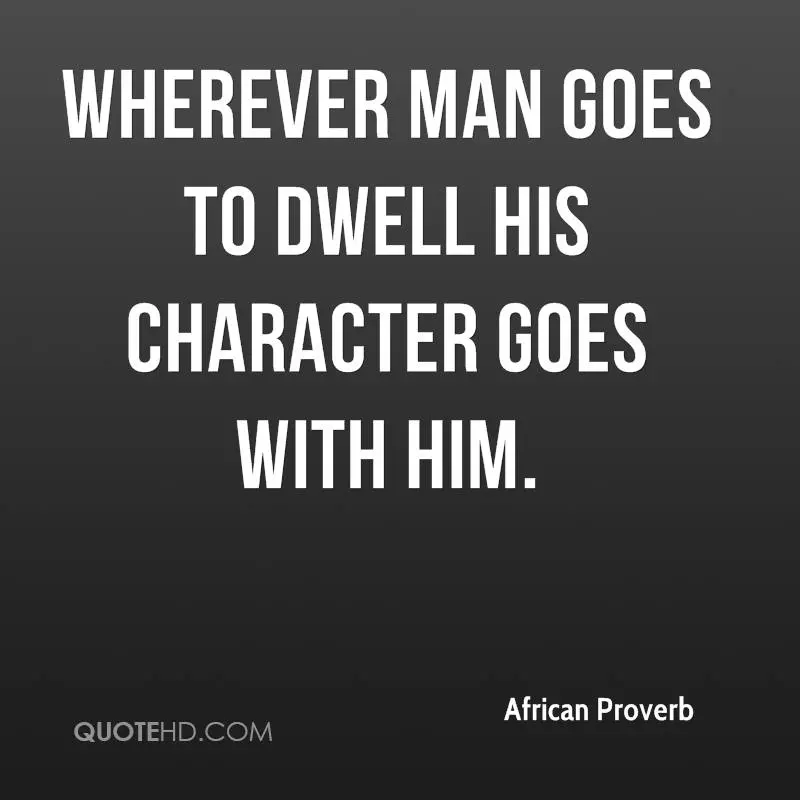 WHEREVER MAN GOES
TO DWELL HIS
CHARACTER GOES
WITH HIM.
African Proverb
QUOTEHD.COM